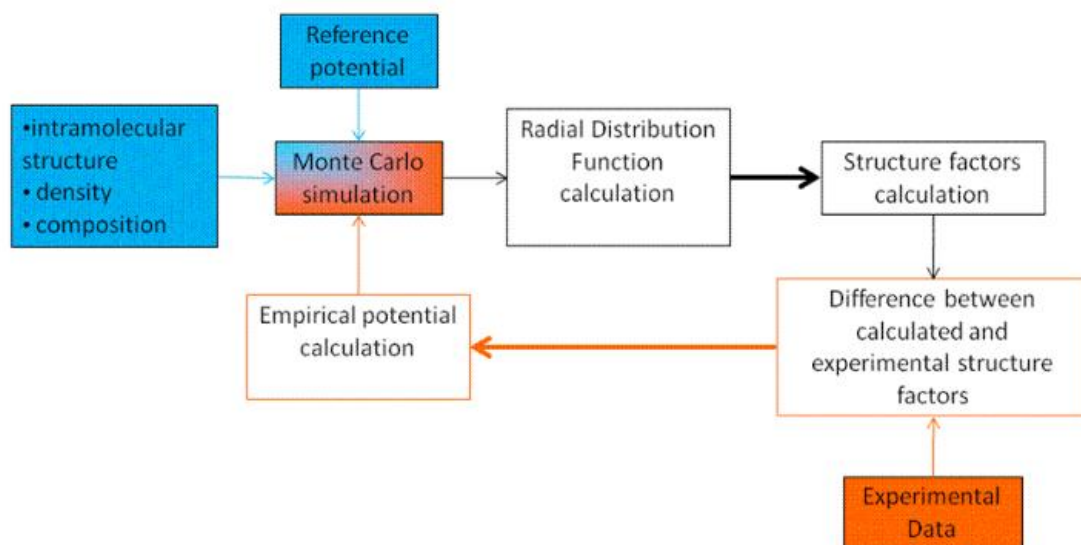 Reference
potential
•intramolecular
structure
• density
• composition
Monte Carlo
simulation
Radial Distribution
Function
calculation
Structure factors
calculation
Empirical potential
calculation
Difference between
calculated and
experimental structure
factors
Experimental
Data